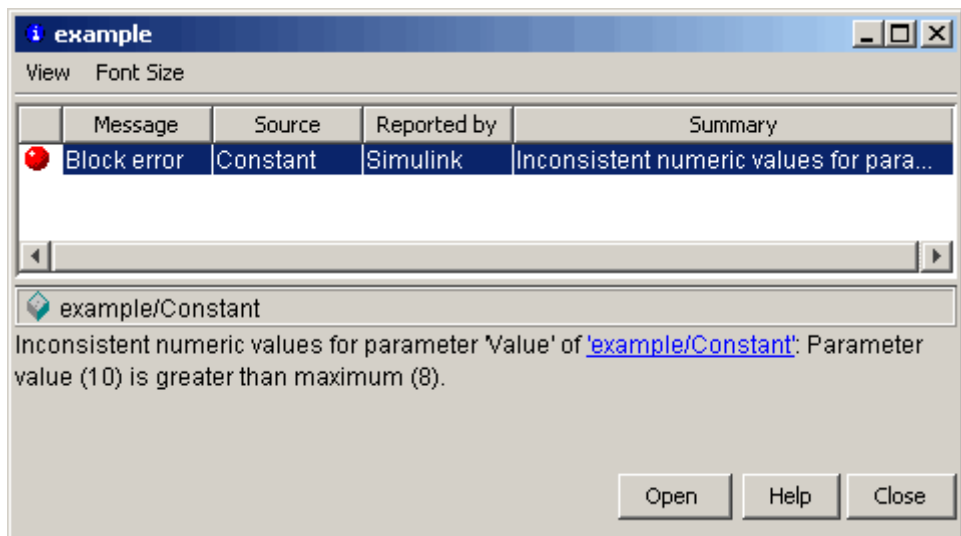 example
View Font Size
Message Source Reported by Summary
Block error Constant Simulink Inconsistent numeric values for para...
example/Constant
Inconsistent numeric values for parameter 'Value' of 'example/Constant': Parameter
value (10) is greater than maximum (8).
Open Help Close